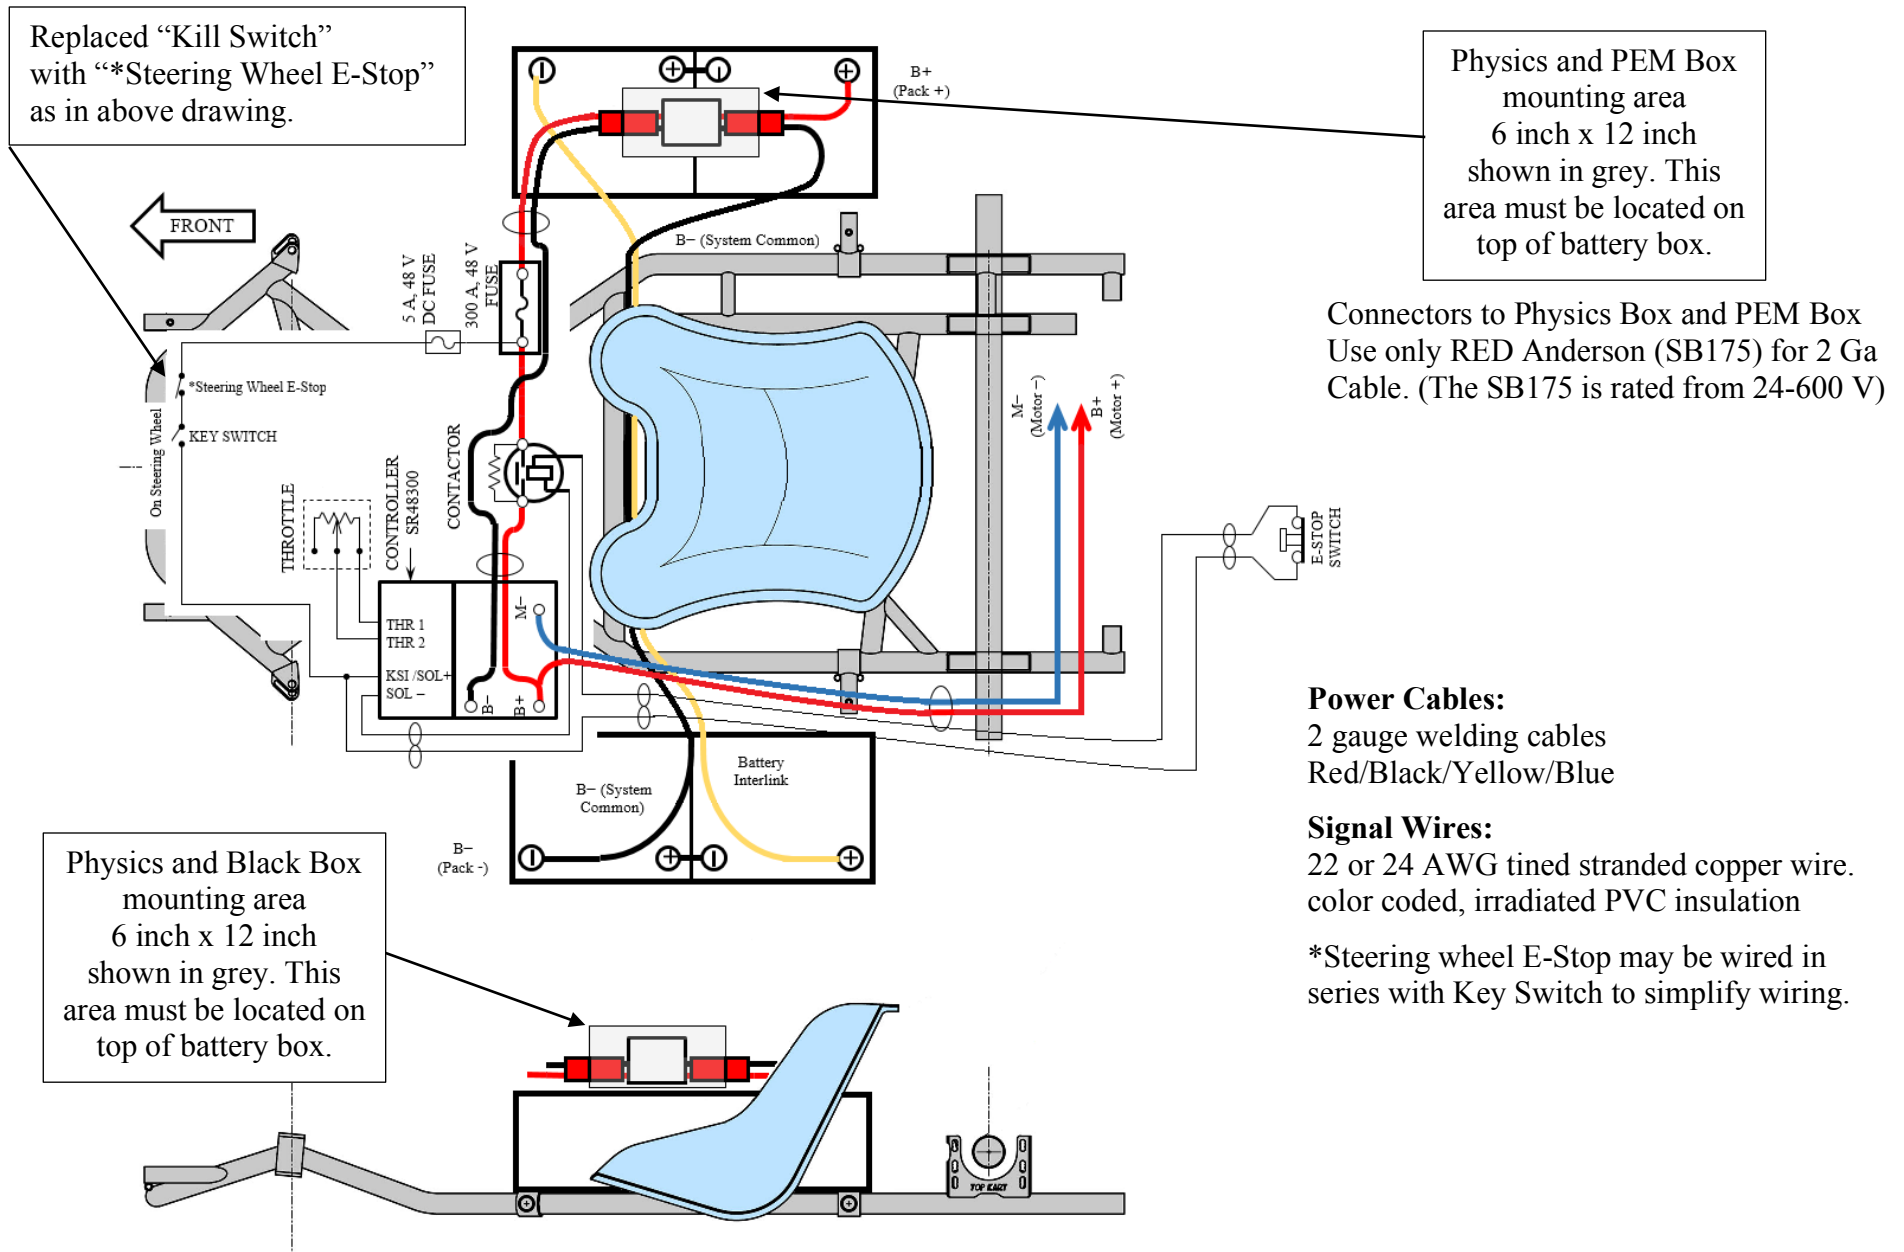 Replaced “Kill Switch”
with “*Steering Wheel E-Stop”
as in above drawing.
B+
(Pack +)
Physics and PEM Box
mounting area
6 inch x 12 inch
shown in grey. This
area must be located on
top of battery box.
FRONT
B− (System Common)
5 A, 48 V
DC FUSE
300 A, 48 V
FUSE
Connectors to Physics Box and PEM Box
Use only RED Anderson (SB175) for 2 Ga
Cable. (The SB175 is rated from 24-600 V)
*Steering Wheel E-Stop
KEY SWITCH
On Steering Wheel
M−
(Motor −)
B+
(Motor +)
CONTACTOR
THROTTLE
CONTROLLER
SR48300
E-STOP
SWITCH
THR 1
THR 2
KSI /SOL+
SOL −
M−
B−
B+
Power Cables:
2 gauge welding cables
Red/Black/Yellow/Blue
Battery
Interlink
B− (System
Common)
B−
(Pack -)
Signal Wires:
22 or 24 AWG tined stranded copper wire.
color coded, irradiated PVC insulation
*Steering wheel E-Stop may be wired in
series with Key Switch to simplify wiring.
Physics and Black Box
mounting area
6 inch x 12 inch
shown in grey. This
area must be located on
top of battery box.
TOP KART